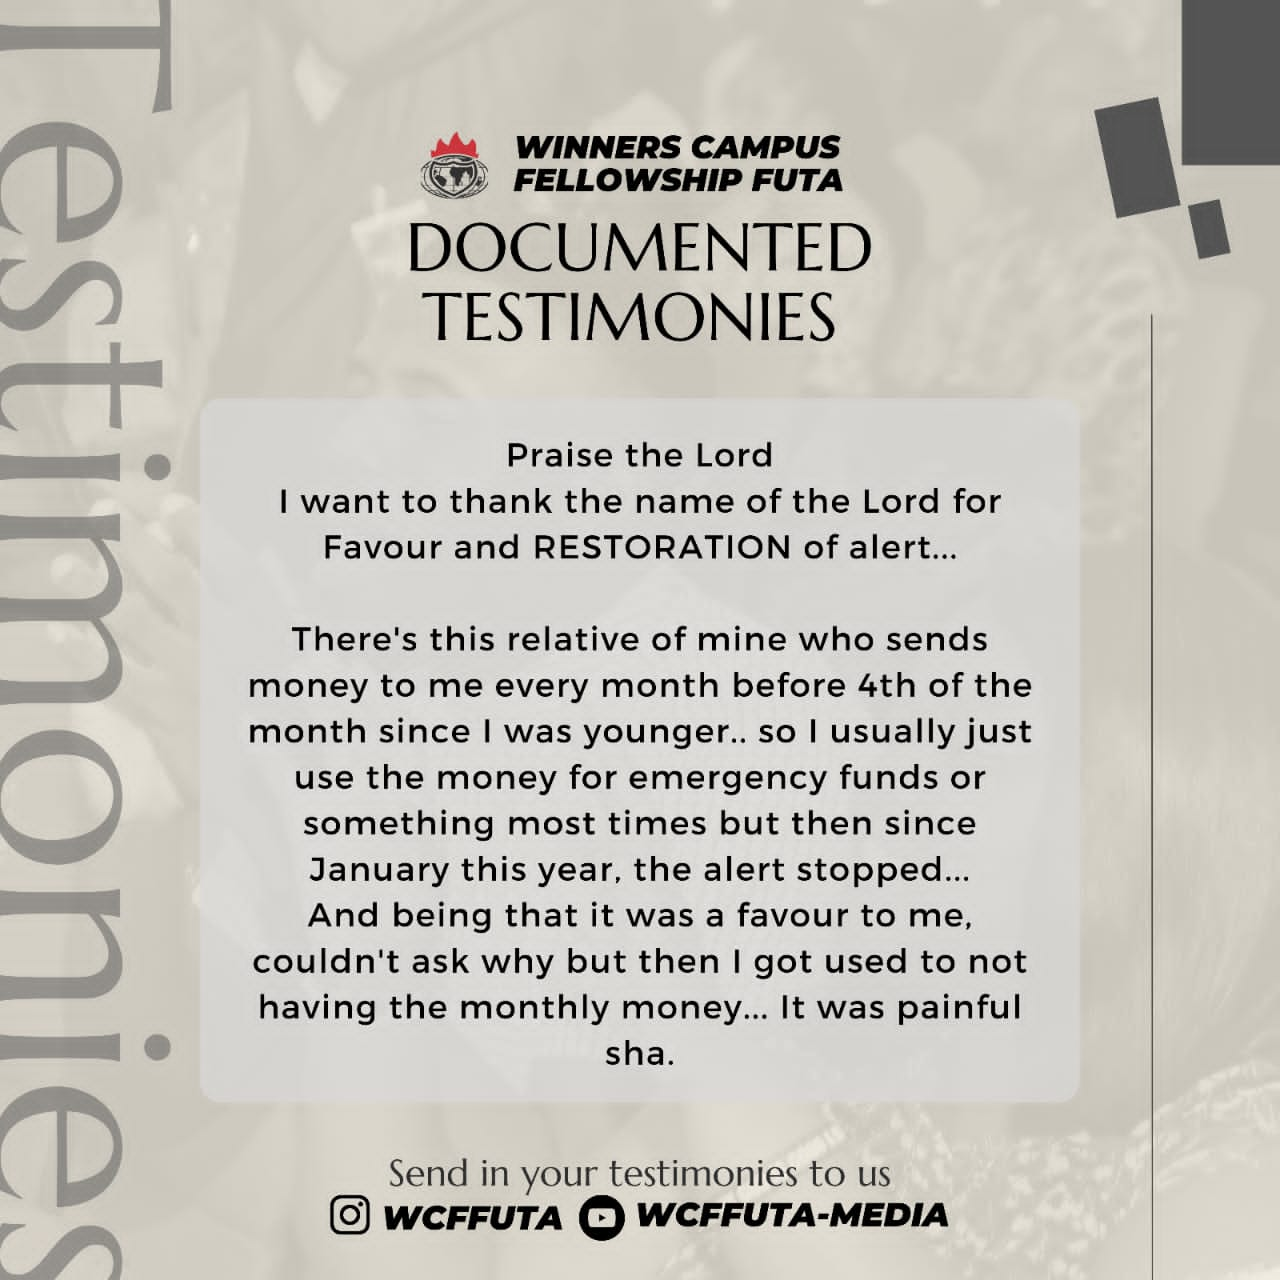 Testimonies
WINNERS CAMPUS
FELLOWSHIP FUTA
DOCUMENTED
TESTIMONIES
Praise the Lord
I want to thank the name of the Lord for
Favour and RESTORATION of alert...
There's this relative of mine who sends
money to me every month before 4th of the
month since I was younger.. so I usually just
use the money for emergency funds or
something most times but then since
January this year, the alert stopped...
And being that it was a favour to me,
couldn't ask why but then I got used to not
having the monthly money... It was painful
sha.
Send in your testimonies to us
WCFFUTA WCFFUTA-MEDIA